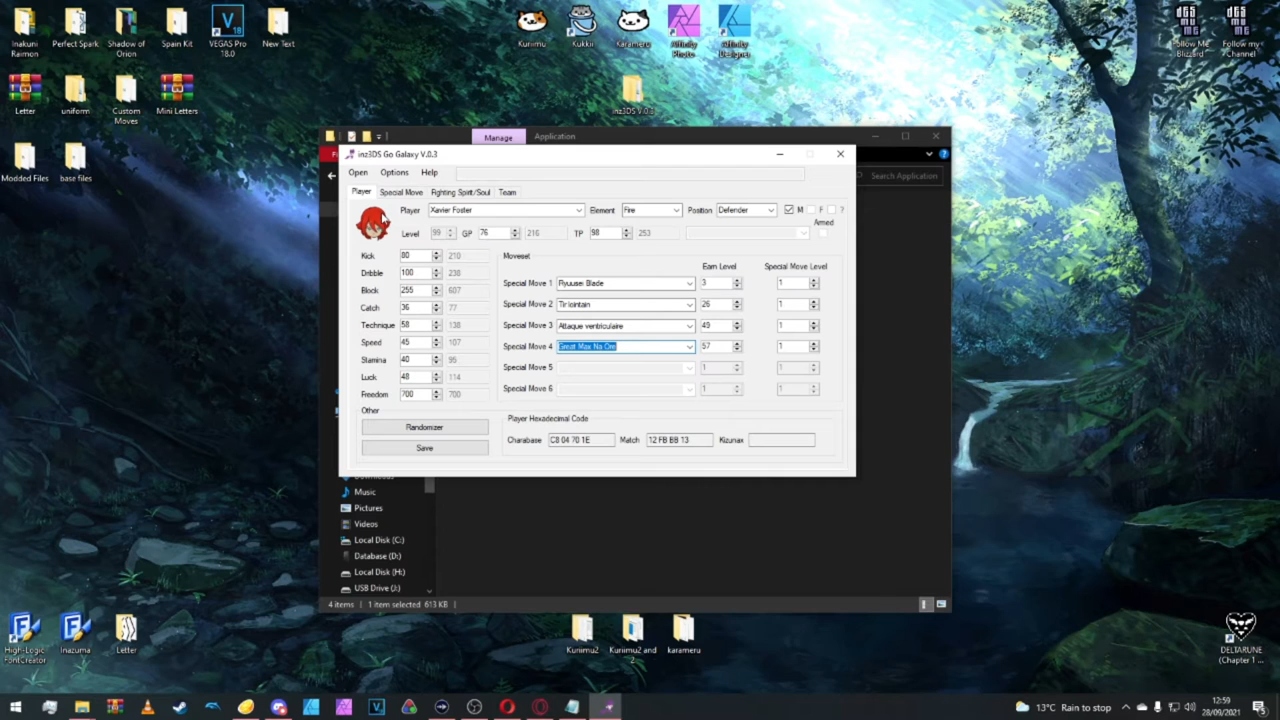 Inakuni Raimon
Perfect Spark
Shadow of Orion
Spain Kit
VEGAS Pro 18.0
New Text
Kuriimu
Kukkii
Karameru
Affinity Photo
Affinity Designer
Follow Me Blizzard
Follow my Channel
Letter
uniform
Custom Moves
Mini Letters
inz3DS V.0.3
Modded Files
base files
Manage
Application
inz3DS Go Galaxy V.0.3
Open Options Help
Search Application
Player Special Move Fighting Spirit/Soul Team
Player Xavier Foster Element Fire Position Defender M F ?
Level 99 GP 76 216 TP 98 253 Armed
Kick 80 210
Dribble 100 238
Block 255 607
Catch 36 77
Technique 58 138
Speed 45 107
Stamina 40 95
Luck 48 114
Freedom 700 700
Moveset
Earn Level Special Move Level
Special Move 1 Ryuusei Blade 3 1
Special Move 2 Tir lointain 26 1
Special Move 3 Attaque ventriculaire 49 1
Special Move 4 Great Max Na Ore 57 1
Special Move 5 1 1
Special Move 6 1 1
Other
Randomizer
Save
Player Hexadecimal Code
Charabase C8 04 70 1E Match 12 FB BB 13 Kizunax
Music
Pictures
Videos
Local Disk (C:)
Database (D:)
Local Disk (H:)
USB Drive (J:)
4 items 1 item selected 613 KB
High-Logic FontCreator
Inazuma
Letter
Kuriimu2
Kuriimu2 and 2
karameru
DELTARUNE (Chapter 1 ...
13°C Rain to stop
12:59
28/09/2021
5